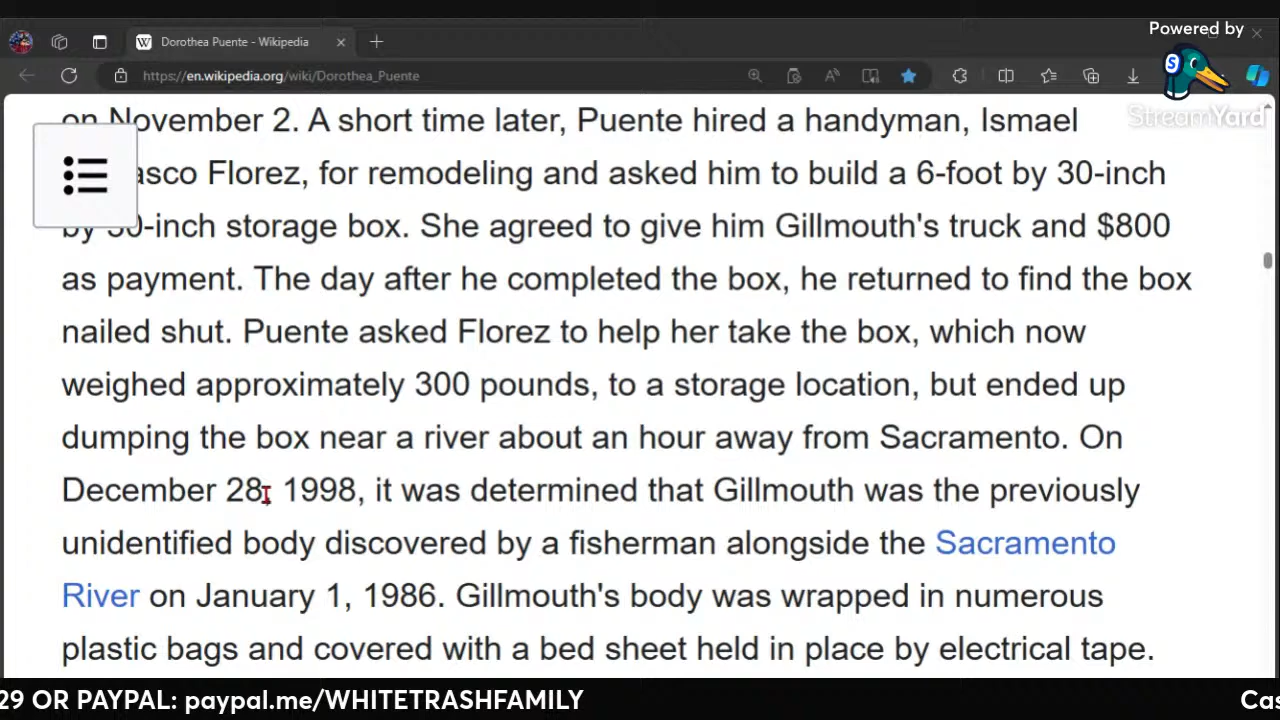 Powered by
Dorothea Puente - Wikipedia
https://en.wikipedia.org/wiki/Dorothea_Puente
StreamYard
on November 2. A short time later, Puente hired a handyman, Ismael
asco Florez, for remodeling and asked him to build a 6-foot by 30-inch
by 30-inch storage box. She agreed to give him Gillmouth's truck and $800
as payment. The day after he completed the box, he returned to find the box
nailed shut. Puente asked Florez to help her take the box, which now
weighed approximately 300 pounds, to a storage location, but ended up
dumping the box near a river about an hour away from Sacramento. On
December 28, 1998, it was determined that Gillmouth was the previously
unidentified body discovered by a fisherman alongside the Sacramento
River on January 1, 1986. Gillmouth's body was wrapped in numerous
plastic bags and covered with a bed sheet held in place by electrical tape.
29 OR PAYPAL: paypal.me/WHITETRASHFAMILY Cas